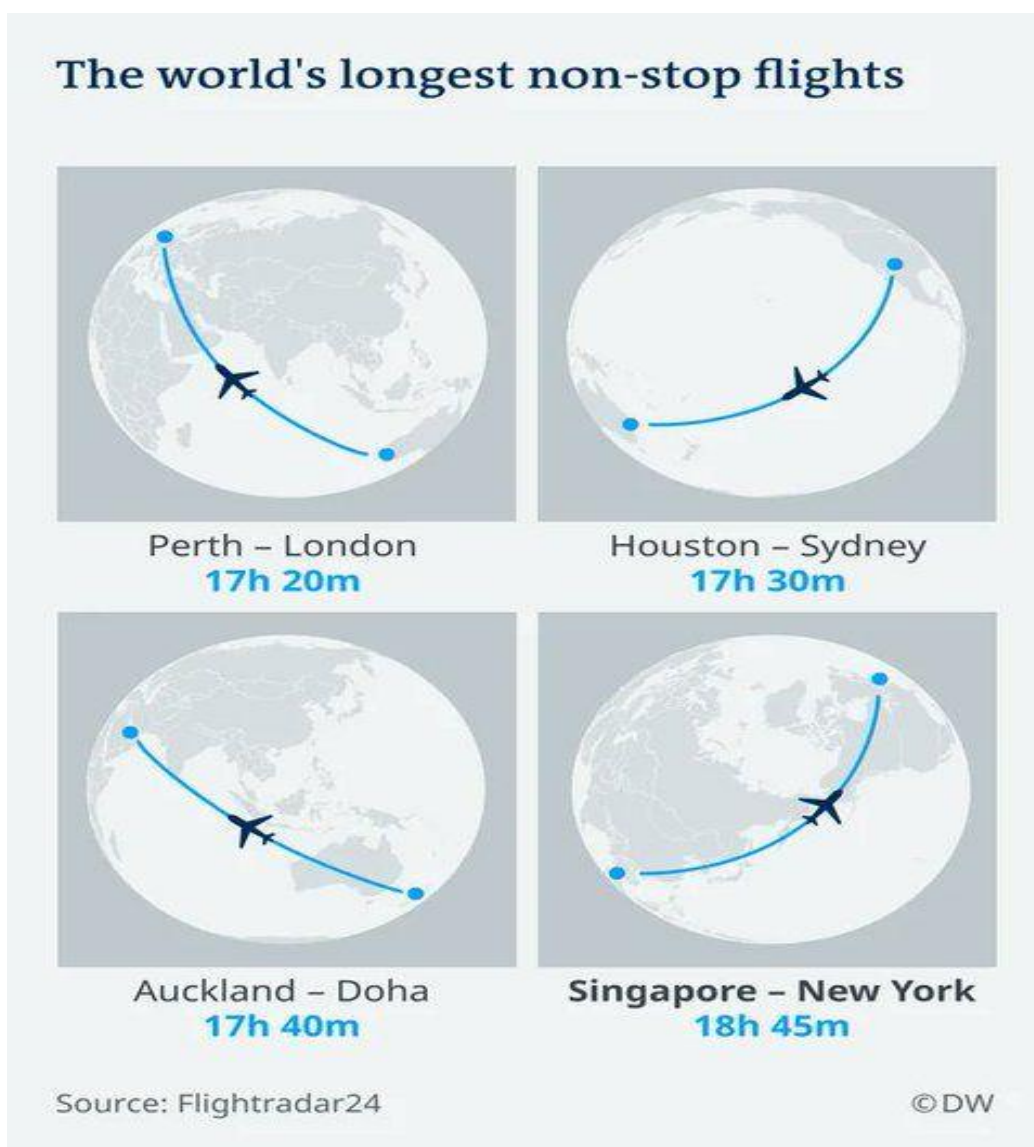 The world's longest non-stop flights
Perth – London
17h 20m
Houston – Sydney
17h 30m
Auckland – Doha
17h 40m
Singapore – New York
18h 45m
Source: Flightradar24
©DW